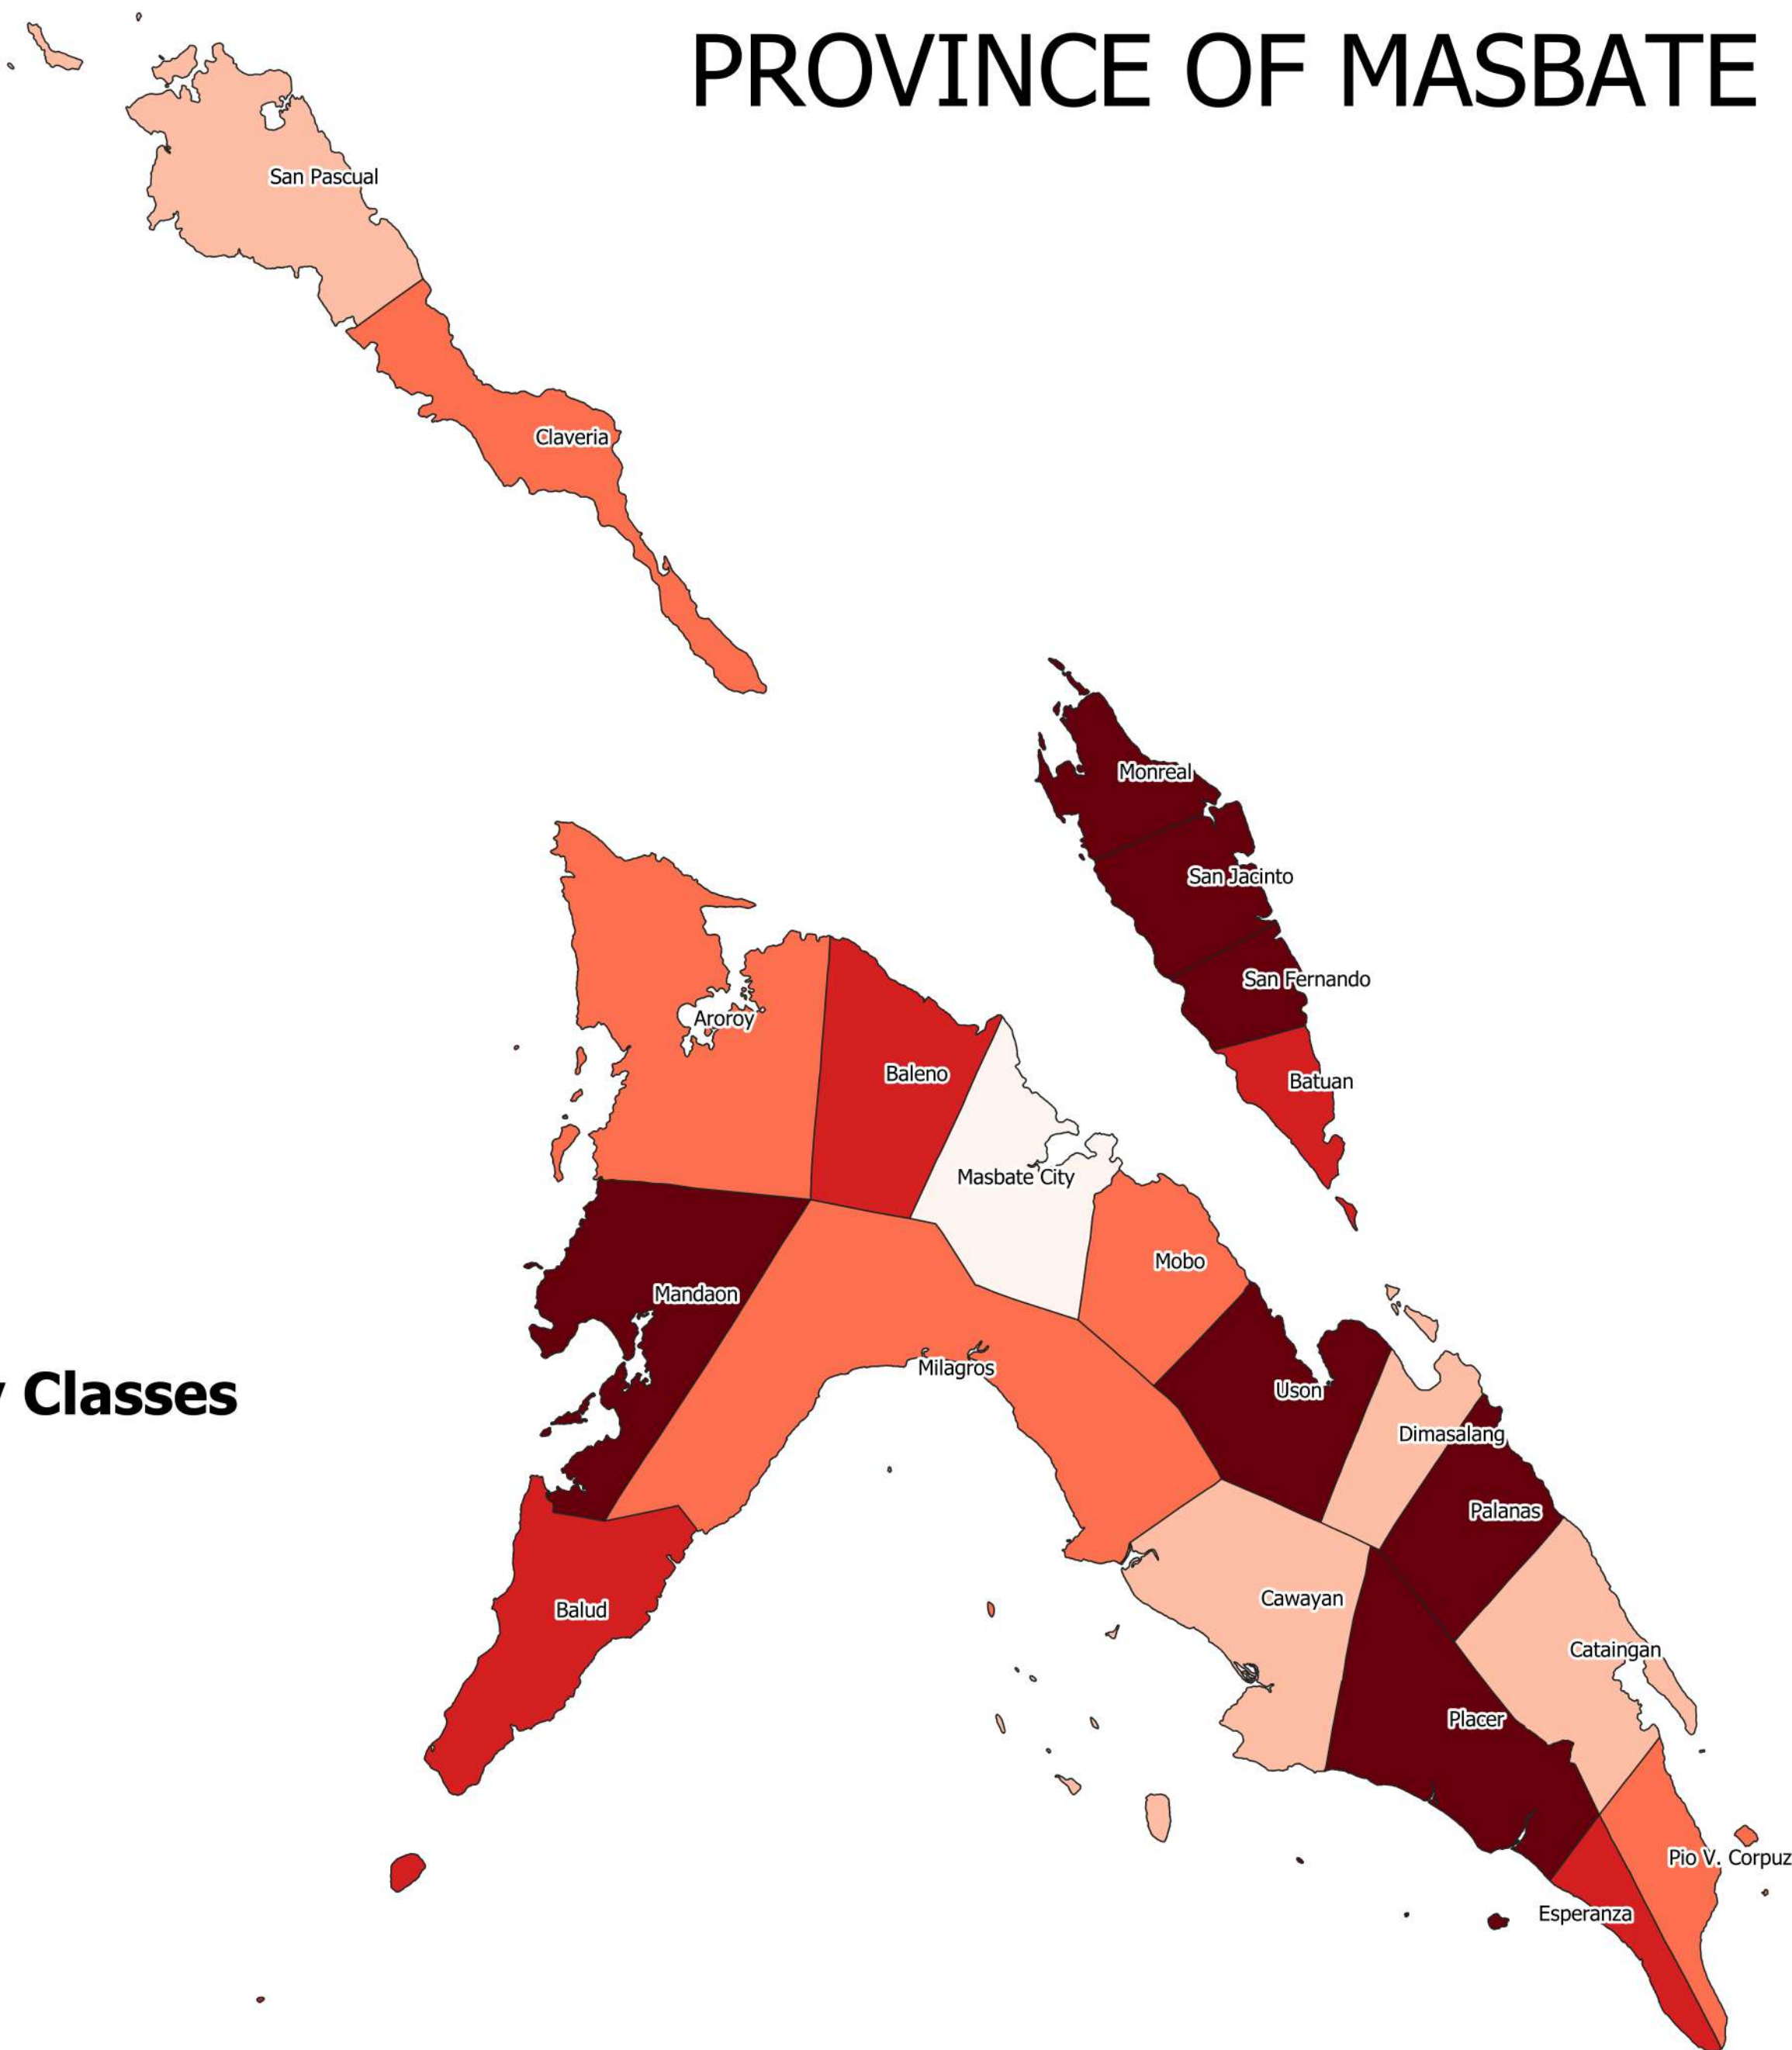 PROVINCE OF MASBATE
San Pascual
Claveria
Monreal
San Jacinto
San Fernando
Aroroy
Baleno
Batuan
Masbate City
Mobo
Mandaon
Milagros
Uson
Classes
Dimasalang
Palanas
Cawayan
Balud
Cataingan
Placer
Pio V. Corpuz
Esperanza